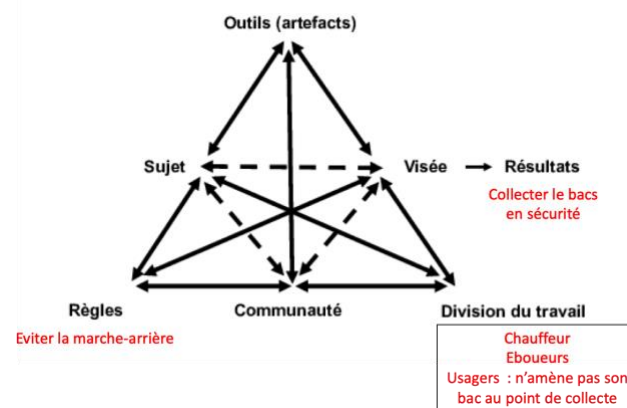 Outils (artefacts)
Sujet
Visée
Résultats
Collecter le bacs
en sécurité
Règles
Communauté
Division du travail
Eviter la marche-arrière
Chauffeur
Eboueurs
Usagers : n'amène pas son
bac au point de collecte